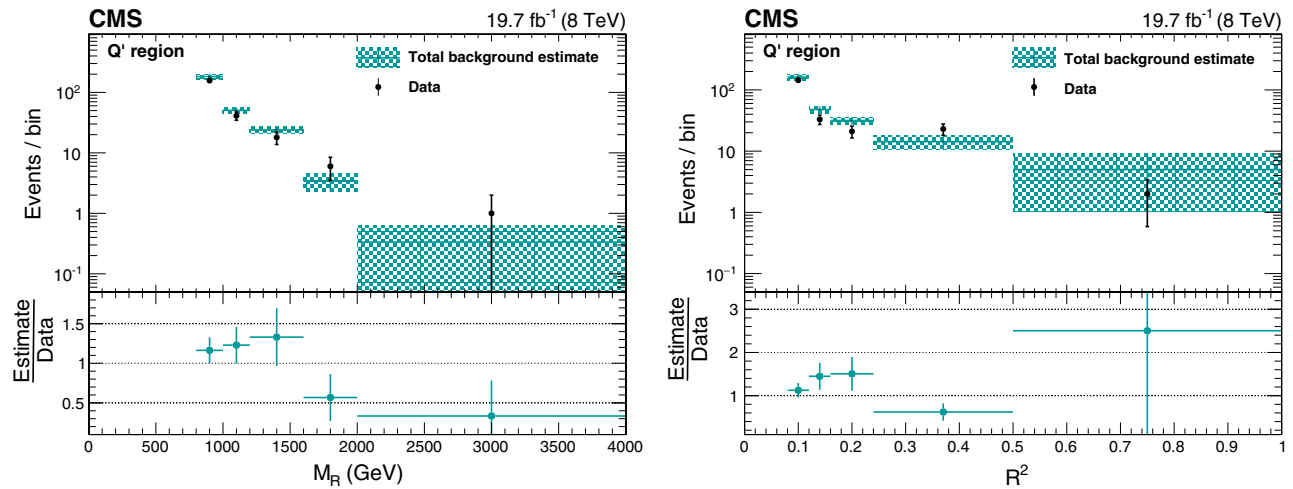 CMS 19.7 fb⁻¹ (8 TeV)
Q' region
Total background estimate
Data
Events / bin
10²
10
1
10⁻¹
Estimate
Data
1.5
1
0.5
0 500 1000 1500 2000 2500 3000 3500 4000
M_R (GeV)
CMS 19.7 fb⁻¹ (8 TeV)
Q' region
Total background estimate
Data
Events / bin
10²
10
1
10⁻¹
Estimate
Data
3
2
1
0 0.1 0.2 0.3 0.4 0.5 0.6 0.7 0.8 0.9 1
R²